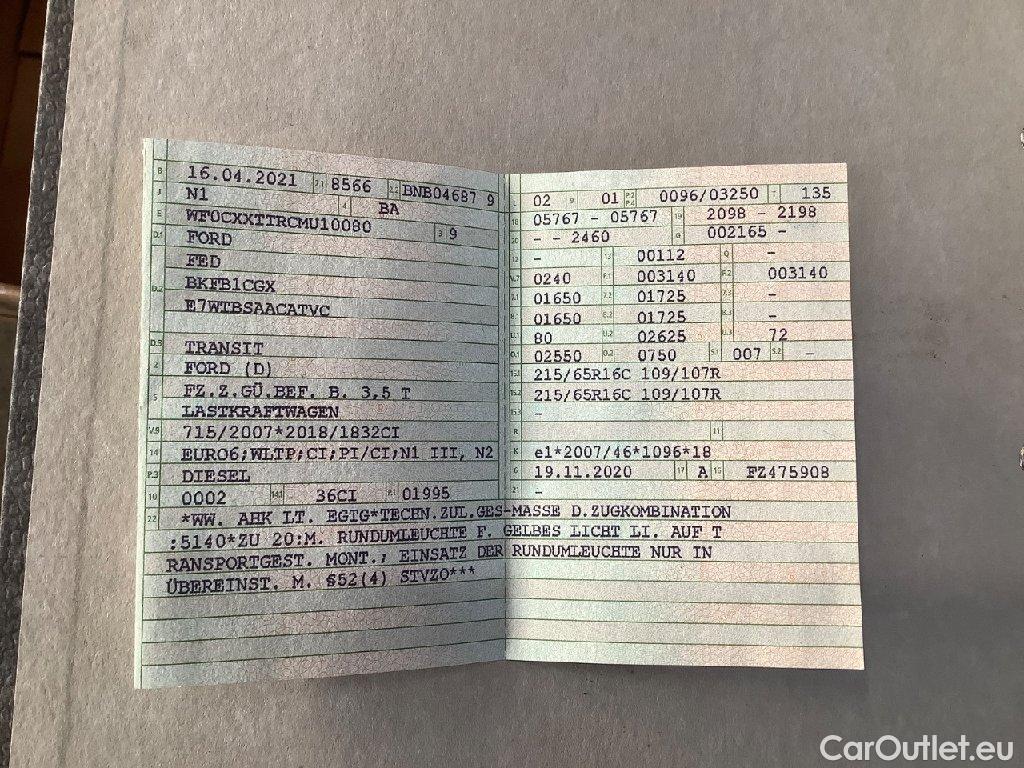 16.04.2021 8566 BNB04687 9
N1 BA
WF0CXXTTRCMU10080 9
FORD
FED
BKFB1CGX
E7WTBSAACATVC
TRANSIT
FORD (D)
FZ.Z.GÜ.BEF. B. 3,5 T
LASTKRAFTWAGEN
715/2007*2018/1832CI
EURO6;WLTP;CI;PI/CI;N1 III, N2
DIESEL
0002 36CI 01995
02 01 0096/03250 135
05767 - 05767 2098 - 2198
- - 2460 002165 -
- 00112
0240 003140 003140
01650 01725 -
01650 01725 -
80 02625 72
02550 0750 007 -
215/65R16C 109/107R
215/65R16C 109/107R
-
e1*2007/46*1096*18
19.11.2020 A FZ475908
-
*WW. AHK LT. EGTG*TECHN.ZUL.GES-MASSE D.ZUGKOMBINATION
:5140*ZU 20:M. RUNDUMLEUCHTE F. GELBES LICHT LI. AUF T
RANSPORTGEST. MONT.; EINSATZ DER RUNDUMLEUCHTE NUR IN
ÜBEREINST. M. §52(4) STVZO***
CarOutlet.eu